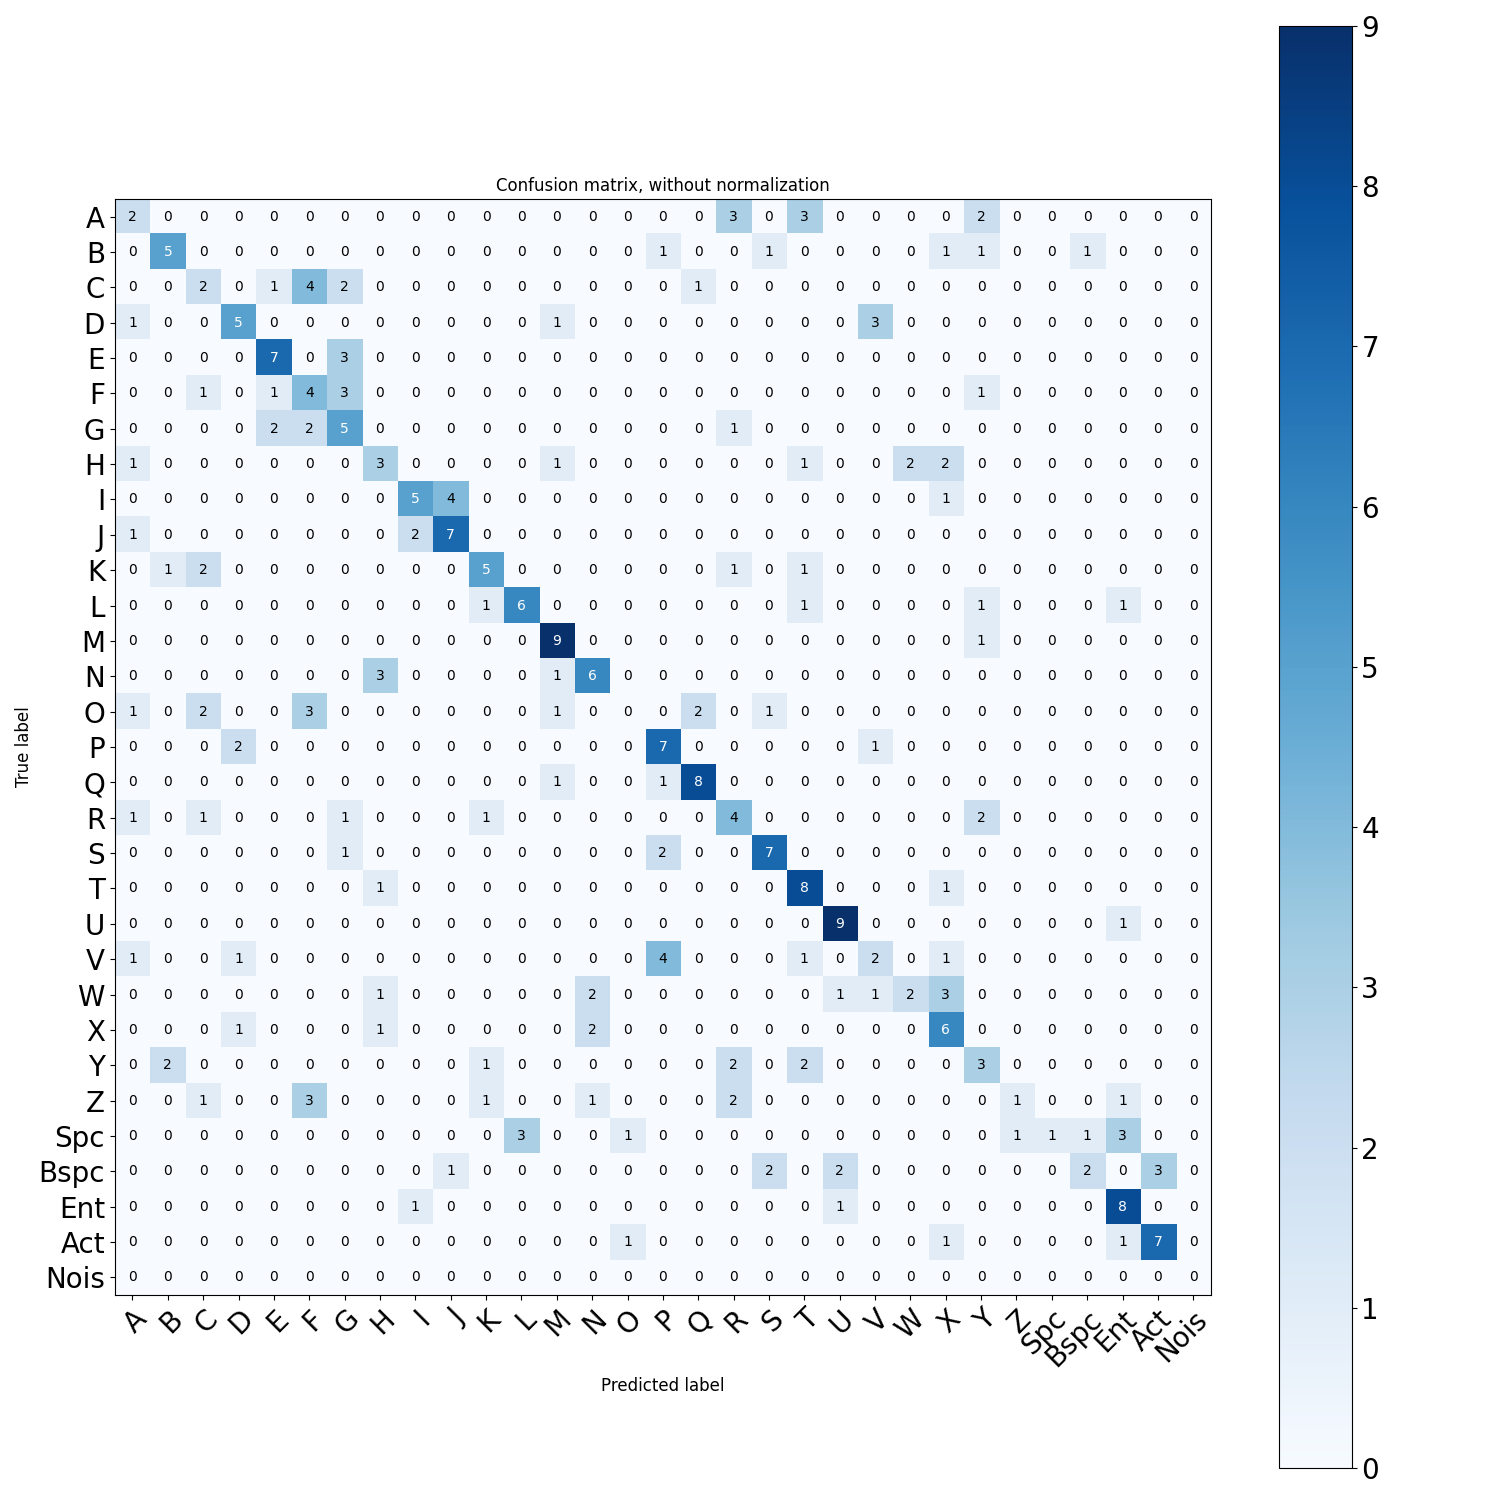 Confusion matrix, without normalization
A 2 0 0 0 0 0 0 0 0 0 0 0 0 0 0 0 0 3 0 3 0 0 0 0 2 0 0 0 0 0 0
B 0 5 0 0 0 0 0 0 0 0 0 0 0 0 0 1 0 0 1 0 0 0 0 1 1 0 0 1 0 0 0
C 0 0 2 0 1 4 2 0 0 0 0 0 0 0 0 0 1 0 0 0 0 0 0 0 0 0 0 0 0 0 0
D 1 0 0 5 0 0 0 0 0 0 0 0 1 0 0 0 0 0 0 0 0 3 0 0 0 0 0 0 0 0 0
E 0 0 0 0 7 0 3 0 0 0 0 0 0 0 0 0 0 0 0 0 0 0 0 0 0 0 0 0 0 0 0
F 0 0 1 0 1 4 3 0 0 0 0 0 0 0 0 0 0 0 0 0 0 0 0 0 1 0 0 0 0 0 0
G 0 0 0 0 2 2 5 0 0 0 0 0 0 0 0 0 0 1 0 0 0 0 0 0 0 0 0 0 0 0 0
H 1 0 0 0 0 0 0 3 0 0 0 0 1 0 0 0 0 0 0 1 0 0 2 2 0 0 0 0 0 0 0
I 0 0 0 0 0 0 0 0 5 4 0 0 0 0 0 0 0 0 0 0 0 0 0 1 0 0 0 0 0 0 0
J 1 0 0 0 0 0 0 0 2 7 0 0 0 0 0 0 0 0 0 0 0 0 0 0 0 0 0 0 0 0 0
K 0 1 2 0 0 0 0 0 0 0 5 0 0 0 0 0 0 1 0 1 0 0 0 0 0 0 0 0 0 0 0
L 0 0 0 0 0 0 0 0 0 0 1 6 0 0 0 0 0 0 0 1 0 0 0 0 1 0 0 0 1 0 0
M 0 0 0 0 0 0 0 0 0 0 0 0 9 0 0 0 0 0 0 0 0 0 0 0 1 0 0 0 0 0 0
N 0 0 0 0 0 0 0 3 0 0 0 0 1 6 0 0 0 0 0 0 0 0 0 0 0 0 0 0 0 0 0
O 1 0 2 0 0 3 0 0 0 0 0 0 1 0 0 0 2 0 1 0 0 0 0 0 0 0 0 0 0 0 0
P 0 0 0 2 0 0 0 0 0 0 0 0 0 0 0 7 0 0 0 0 0 1 0 0 0 0 0 0 0 0 0
Q 0 0 0 0 0 0 0 0 0 0 0 0 1 0 0 1 8 0 0 0 0 0 0 0 0 0 0 0 0 0 0
R 1 0 1 0 0 0 1 0 0 0 1 0 0 0 0 0 0 4 0 0 0 0 0 0 2 0 0 0 0 0 0
S 0 0 0 0 0 0 1 0 0 0 0 0 0 0 0 2 0 0 7 0 0 0 0 0 0 0 0 0 0 0 0
T 0 0 0 0 0 0 0 1 0 0 0 0 0 0 0 0 0 0 0 8 0 0 0 1 0 0 0 0 0 0 0
U 0 0 0 0 0 0 0 0 0 0 0 0 0 0 0 0 0 0 0 0 9 0 0 0 0 0 0 0 1 0 0
V 1 0 0 1 0 0 0 0 0 0 0 0 0 0 0 4 0 0 0 1 0 2 0 1 0 0 0 0 0 0 0
W 0 0 0 0 0 0 0 1 0 0 0 0 0 2 0 0 0 0 0 0 1 1 2 3 0 0 0 0 0 0 0
X 0 0 0 1 0 0 0 1 0 0 0 0 0 2 0 0 0 0 0 0 0 0 0 6 0 0 0 0 0 0 0
Y 0 2 0 0 0 0 0 0 0 0 1 0 0 0 0 0 0 2 0 2 0 0 0 0 3 0 0 0 0 0 0
Z 0 0 1 0 0 3 0 0 0 0 1 0 0 1 0 0 0 2 0 0 0 0 0 0 0 1 0 0 1 0 0
Spc 0 0 0 0 0 0 0 0 0 0 0 3 0 0 1 0 0 0 0 0 0 0 0 0 0 1 1 1 3 0 0
Bspc 0 0 0 0 0 0 0 0 0 1 0 0 0 0 0 0 0 0 2 0 2 0 0 0 0 0 0 2 0 3 0
Ent 0 0 0 0 0 0 0 0 1 0 0 0 0 0 0 0 0 0 0 0 1 0 0 0 0 0 0 0 8 0 0
Act 0 0 0 0 0 0 0 0 0 0 0 0 0 0 1 0 0 0 0 0 0 0 0 1 0 0 0 0 1 7 0
Nois 0 0 0 0 0 0 0 0 0 0 0 0 0 0 0 0 0 0 0 0 0 0 0 0 0 0 0 0 0 0 0
A B C D E F G H I J K L M N O P Q R S T U V W X Y Z Spc Bspc Ent Act Nois
Predicted label
True label
9
8
7
6
5
4
3
2
1
0